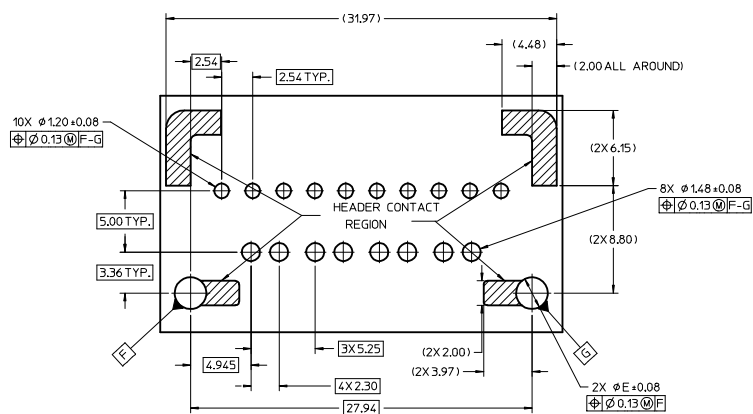 (31.97)
(4.48)
2.54
(2.00 ALL AROUND)
2.54 TYP.
10X ⌀1.20 ±0.08
⌖ ⌀ 0.13 Ⓜ F-G
(2X 6.15)
8X ⌀1.48 ±0.08
⌖ ⌀ 0.13 Ⓜ F-G
HEADER CONTACT
REGION
5.00 TYP.
(2X 8.80)
3.36 TYP.
F
G
3X 5.25
(2X 2.00)
4.945
(2X 3.97)
4X 2.30
2X ⌀E ±0.08
⌖ ⌀ 0.13 Ⓜ F
27.94